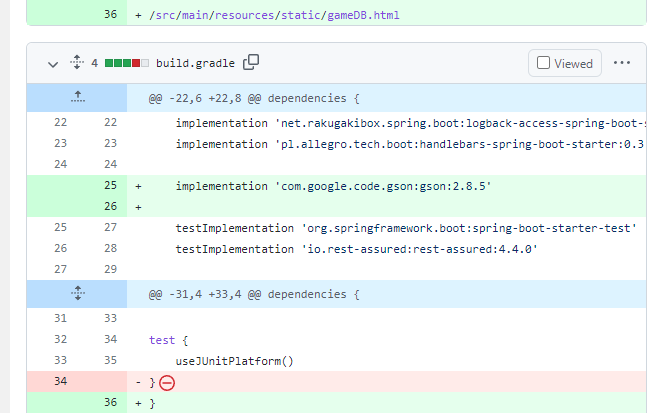 36 + /src/main/resources/static/gameDB.html
4 build.gradle Viewed ...
@@ -22,6 +22,8 @@ dependencies {
22 22 implementation 'net.rakugakibox.spring.boot:logback-access-spring-boot-
23 23 implementation 'pl.allegro.tech.boot:handlebars-spring-boot-starter:0.3
24 24
25 + implementation 'com.google.code.gson:gson:2.8.5'
26 +
25 27 testImplementation 'org.springframework.boot:spring-boot-starter-test'
26 28 testImplementation 'io.rest-assured:rest-assured:4.4.0'
27 29
@@ -31,4 +33,4 @@ dependencies {
31 33
32 34 test {
33 35 useJUnitPlatform()
34 - }
36 + }